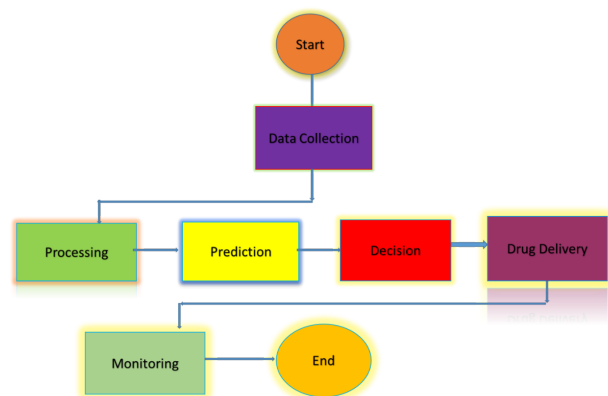 Start
Data Collection
Processing
Prediction
Decision
Drug Delivery
Monitoring
End